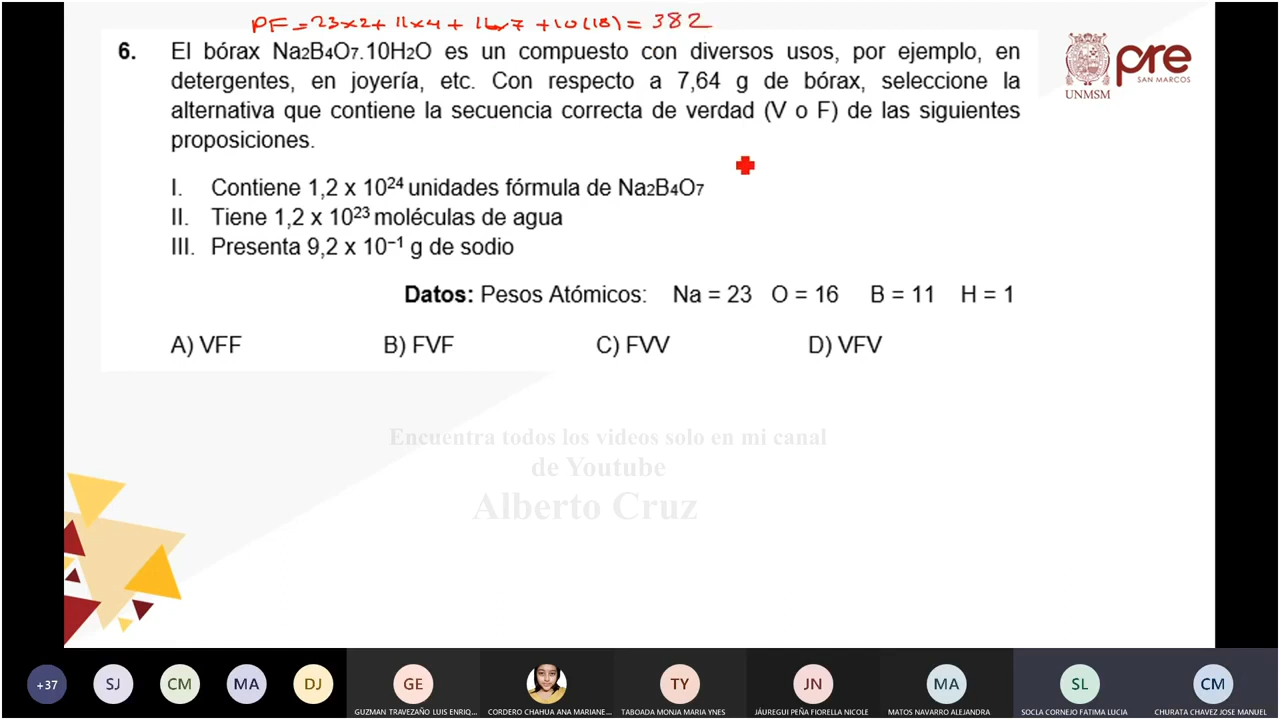 PF = 23x2 + 11x4 + 16x7 + 10(18) = 382
6. El bórax Na2B4O7.10H2O es un compuesto con diversos usos, por ejemplo, en
detergentes, en joyería, etc. Con respecto a 7,64 g de bórax, seleccione la
alternativa que contiene la secuencia correcta de verdad (V o F) de las siguientes
proposiciones.
pre
SAN MARCOS
UNMSM
I. Contiene 1,2 x 10²⁴ unidades fórmula de Na2B4O7
II. Tiene 1,2 x 10²³ moléculas de agua
III. Presenta 9,2 x 10⁻¹ g de sodio
Datos: Pesos Atómicos: Na = 23 O = 16 B = 11 H = 1
A) VFF B) FVF C) FVV D) VFV
Encuentra todos los videos solo en mi canal
de Youtube
Alberto Cruz
+37 SJ CM MA DJ GE TY JN MA SL CM
GUZMAN TRAVEZAÑO LUIS ENRIQ... CORDERO CHAHUA ANA MARIANE... TABOADA MONJA MARIA YNES JÁUREGUI PEÑA FIORELLA NICOLE MATOS NAVARRO ALEJANDRA SOCLA CORNEJO FATIMA LUCIA CHURATA CHAVEZ JOSE MANUEL